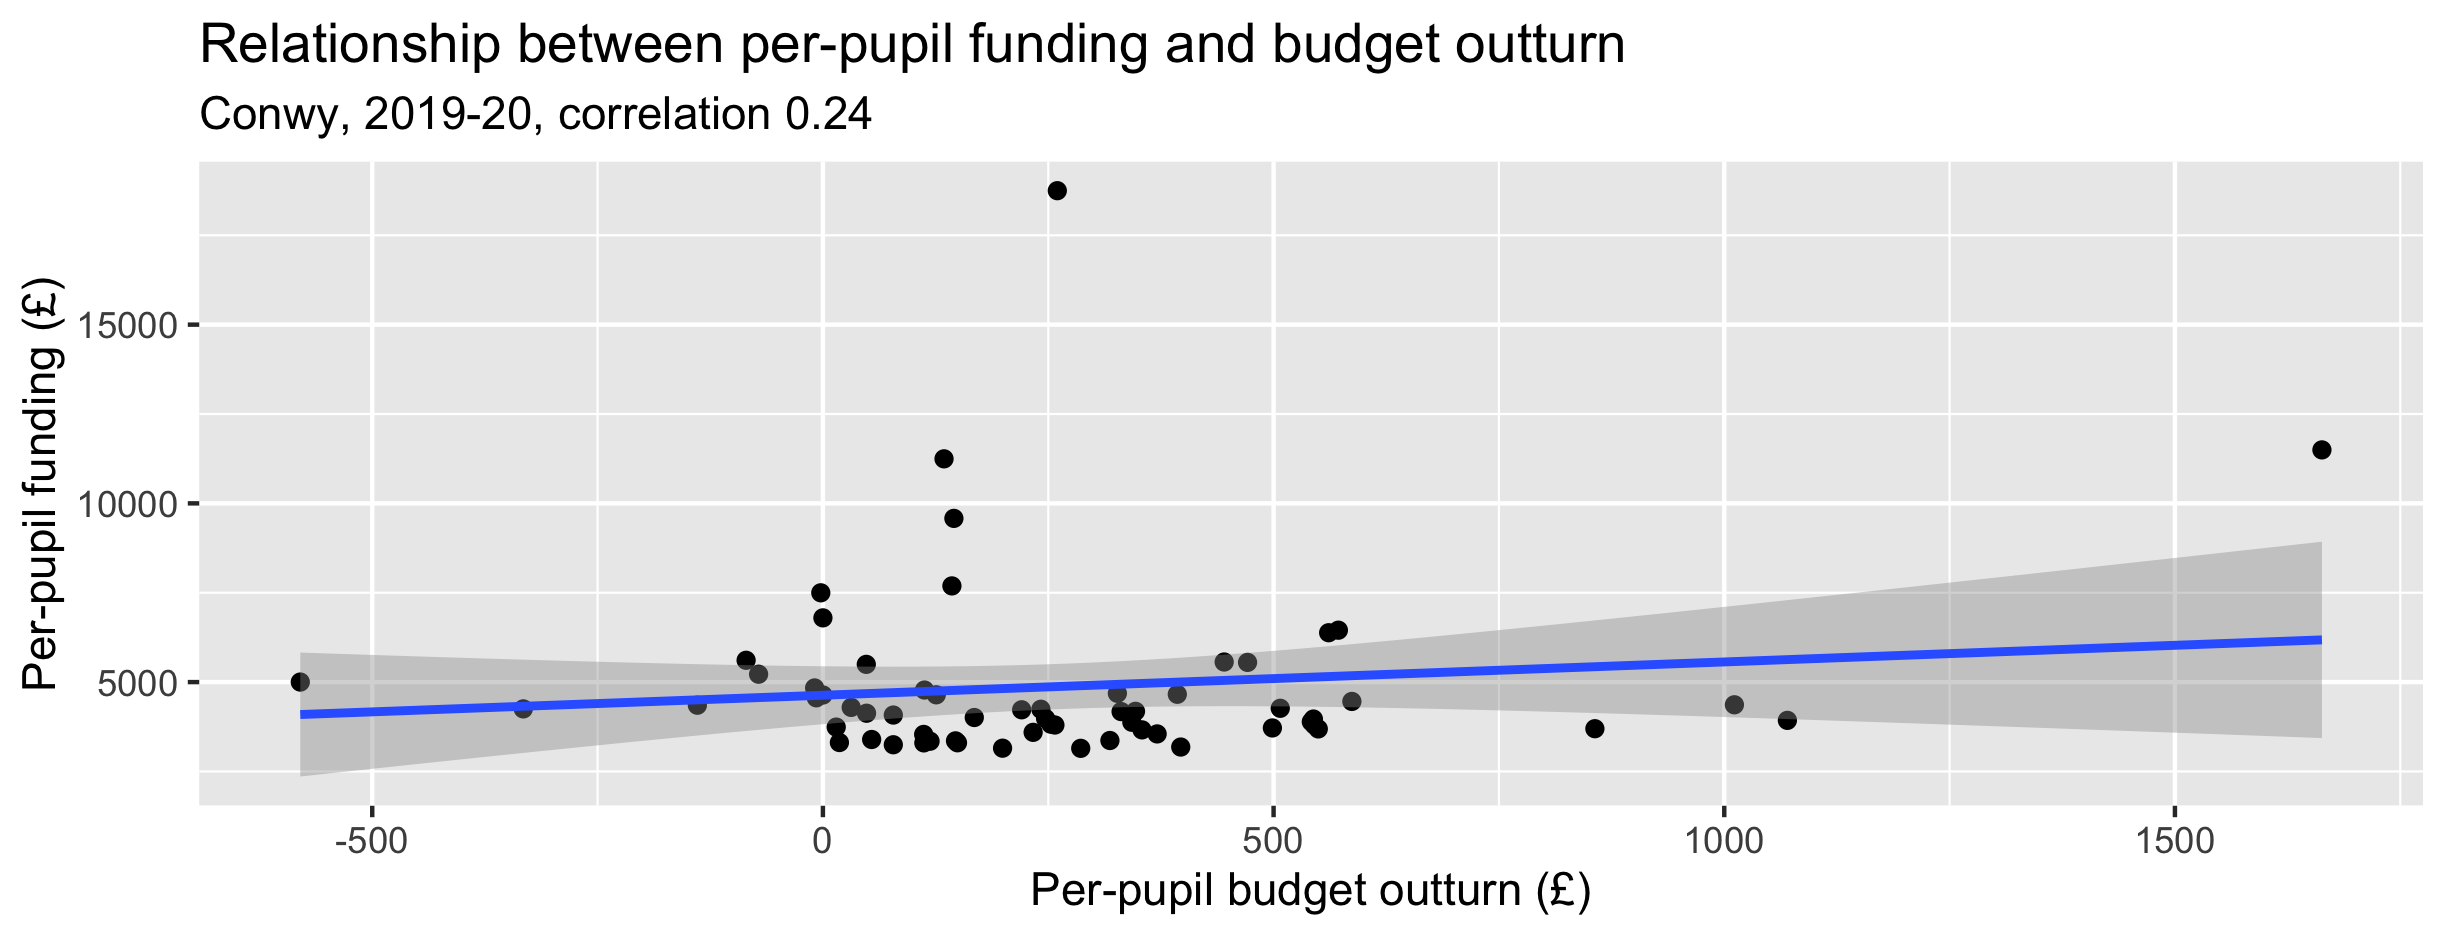 Relationship between per-pupil funding and budget outturn
Conwy, 2019-20, correlation 0.24
Per-pupil funding (£)
15000
10000
5000
-500
0
500
1000
1500
Per-pupil budget outturn (£)